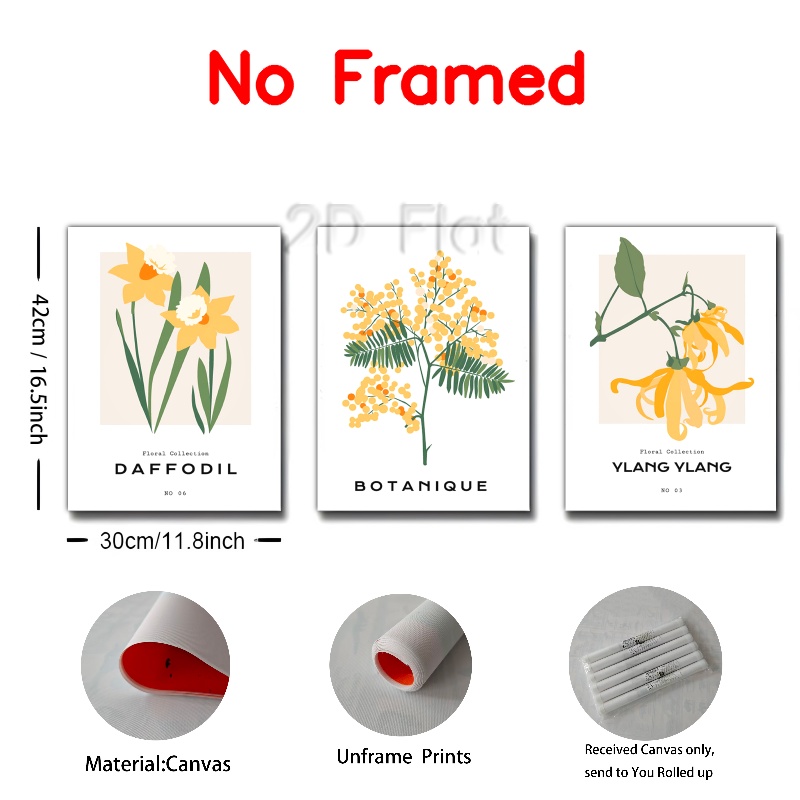 No Framed
2D Flat
42cm / 16.5inch
Floral Collection
DAFFODIL
NO 06
BOTANIQUE
Floral Collection
YLANG YLANG
NO 03
30cm/11.8inch
Material:Canvas
Unframe Prints
Received Canvas only,
send to You Rolled up